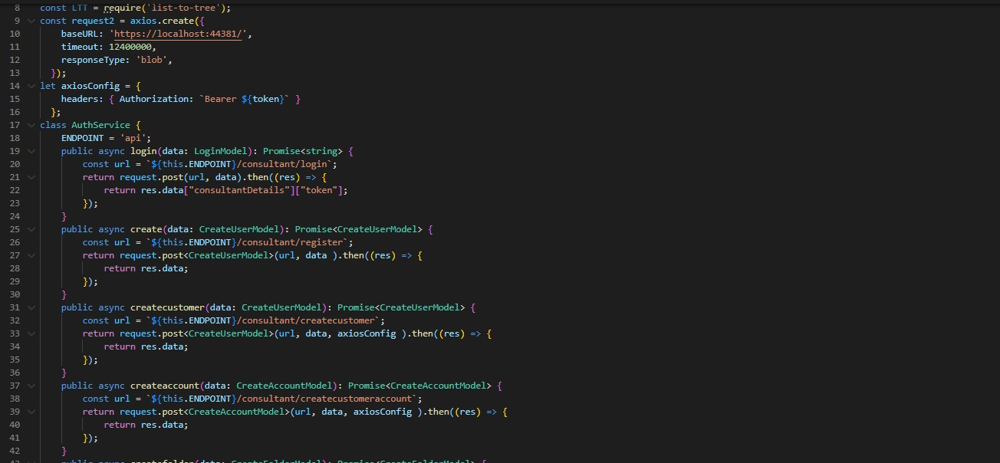 8 const LTT = require('list-to-tree');
9 const request2 = axios.create({
10 baseURL: 'https://localhost:44381/',
11 timeout: 12400000,
12 responseType: 'blob',
13 });
14 let axiosConfig = {
15 headers: { Authorization: `Bearer ${token}` }
16 };
17 class AuthService {
18 ENDPOINT = 'api';
19 public async login(data: LoginModel): Promise<string> {
20 const url = `${this.ENDPOINT}/consultant/login`;
21 return request.post(url, data).then((res) => {
22 return res.data["consultantDetails"]["token"];
23 });
24 }
25 public async create(data: CreateUserModel): Promise<CreateUserModel> {
26 const url = `${this.ENDPOINT}/consultant/register`;
27 return request.post<CreateUserModel>(url, data ).then((res) => {
28 return res.data;
29 });
30 }
31 public async createcustomer(data: CreateUserModel): Promise<CreateUserModel> {
32 const url = `${this.ENDPOINT}/consultant/createcustomer`;
33 return request.post<CreateUserModel>(url, data, axiosConfig ).then((res) => {
34 return res.data;
35 });
36 }
37 public async createaccount(data: CreateAccountModel): Promise<CreateAccountModel> {
38 const url = `${this.ENDPOINT}/consultant/createcustomeraccount`;
39 return request.post<CreateAccountModel>(url, data, axiosConfig ).then((res) => {
40 return res.data;
41 });
42 }
43 public async createfolder(data: CreateFolderModel): Promise<CreateFolderModel> {